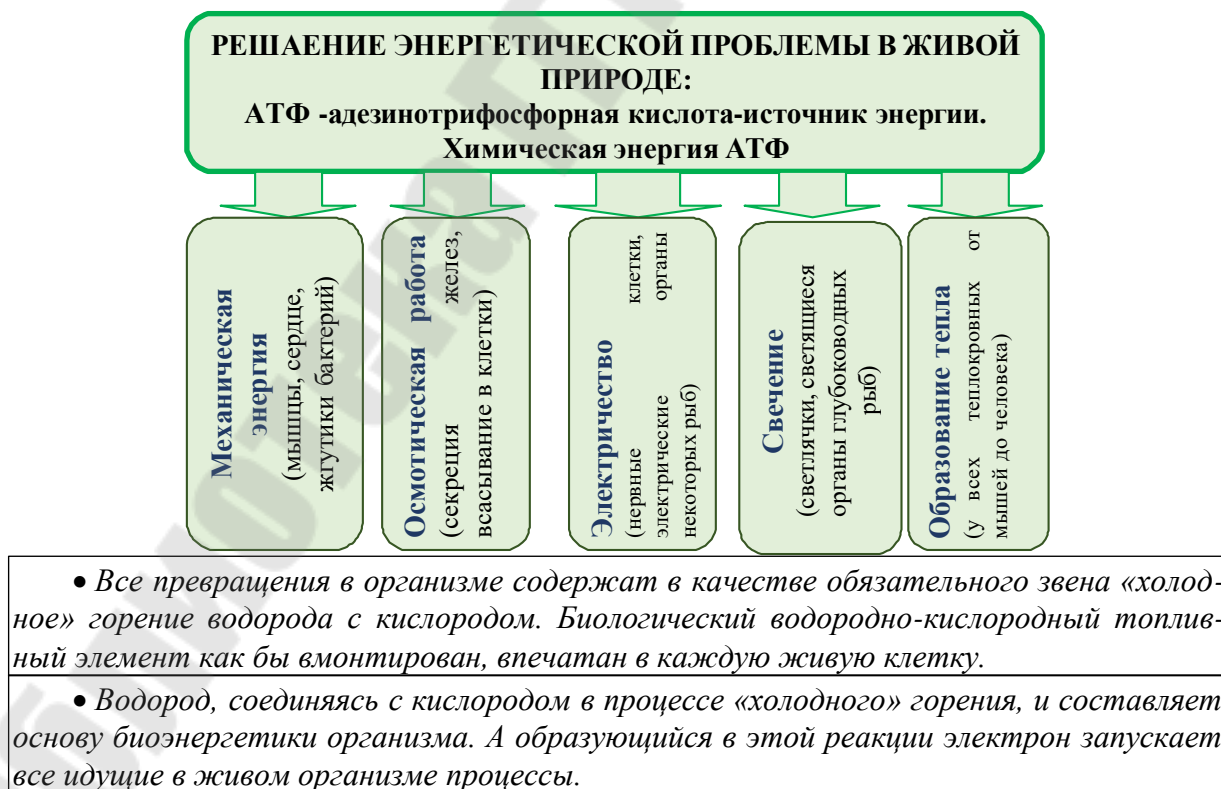 РЕШАЕНИЕ ЭНЕРГЕТИЧЕСКОЙ ПРОБЛЕМЫ В ЖИВОЙ
ПРИРОДЕ:
АТФ -адезинотрифосфорная кислота-источник энергии.
Химическая энергия АТФ
Механическая
энергия
(мышцы, сердце,
жгутики бактерий)
Осмотическая работа
(секреция желез,
всасывание в клетки)
Электричество
(нервные клетки,
электрические органы
некоторых рыб)
Свечение
(светлячки, светящиеся
органы глубоководных
рыб)
Образование тепла
(у всех теплокровных от
мышей до человека)
• Все превращения в организме содержат в качестве обязательного звена «холод-
ное» горение водорода с кислородом. Биологический водородно-кислородный топлив-
ный элемент как бы вмонтирован, впечатан в каждую живую клетку.
• Водород, соединяясь с кислородом в процессе «холодного» горения, и составляет
основу биоэнергетики организма. А образующийся в этой реакции электрон запускает
все идущие в живом организме процессы.